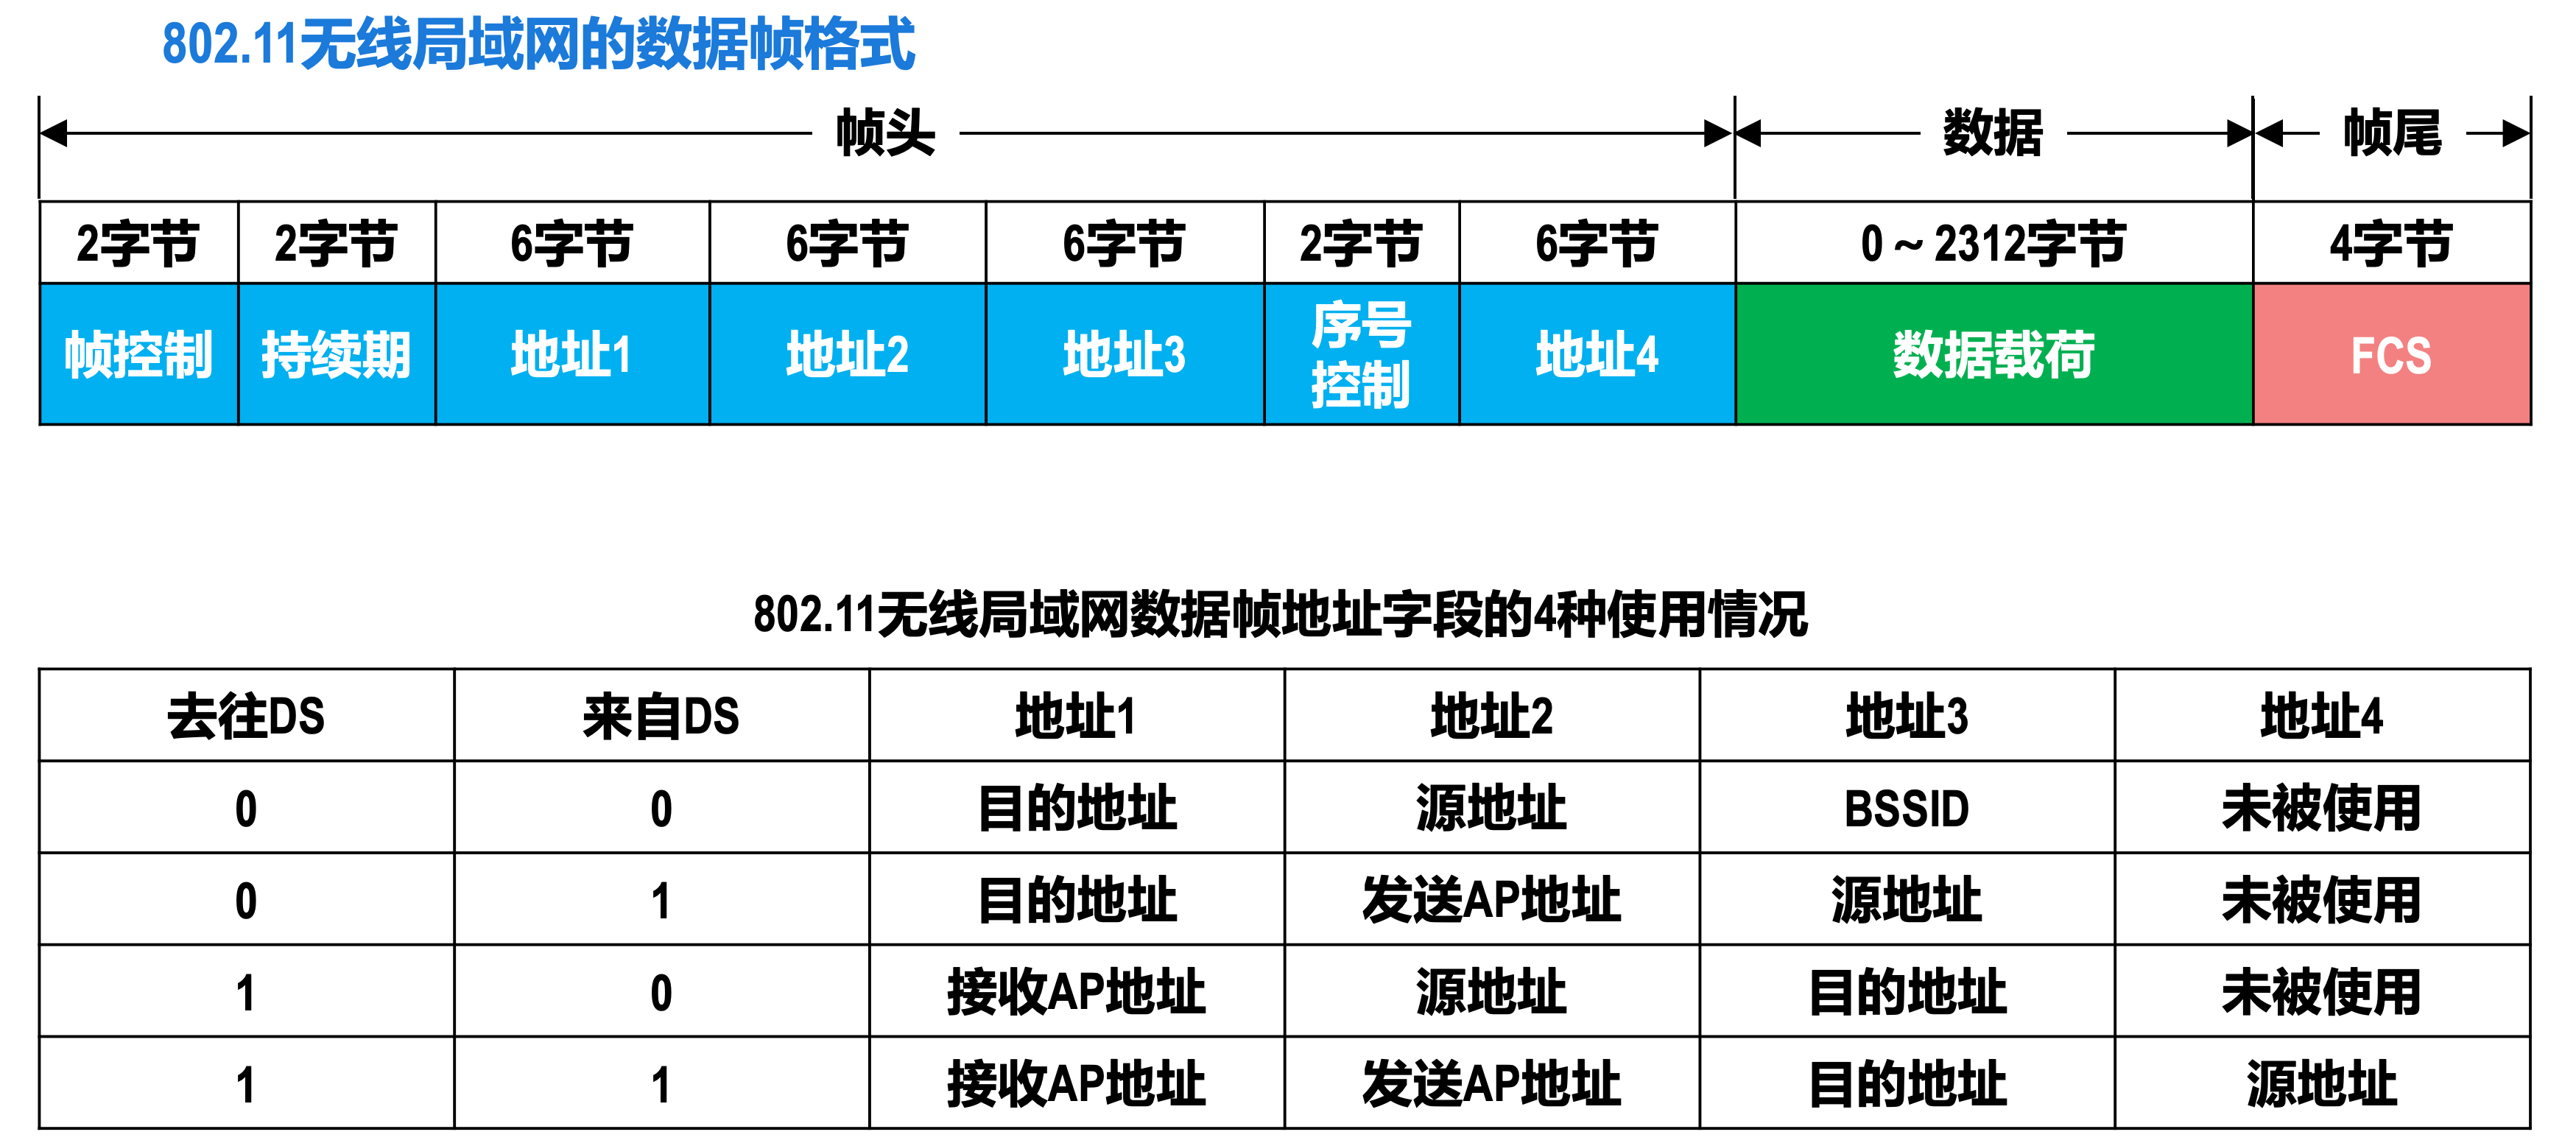 802.11无线局域网的数据帧格式
帧头 数据 帧尾
2字节 2字节 6字节 6字节 6字节 2字节 6字节 0～2312字节 4字节
帧控制 持续期 地址1 地址2 地址3 序号控制 地址4 数据载荷 FCS
802.11无线局域网数据帧地址字段的4种使用情况
去往DS 来自DS 地址1 地址2 地址3 地址4
0 0 目的地址 源地址 BSSID 未被使用
0 1 目的地址 发送AP地址 源地址 未被使用
1 0 接收AP地址 源地址 目的地址 未被使用
1 1 接收AP地址 发送AP地址 目的地址 源地址